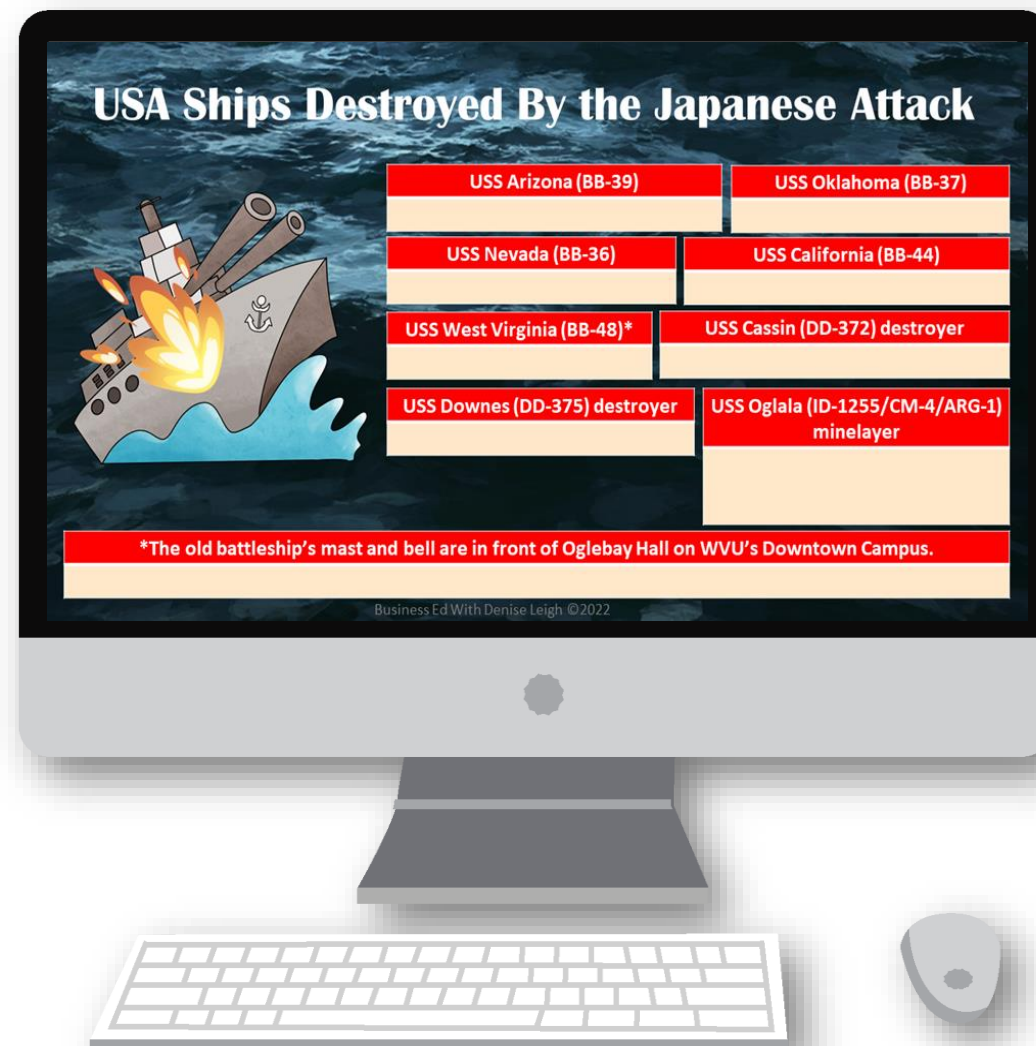 USA Ships Destroyed By the Japanese Attack
USS Arizona (BB-39)
USS Oklahoma (BB-37)
USS Nevada (BB-36)
USS California (BB-44)
USS West Virginia (BB-48)*
USS Cassin (DD-372) destroyer
USS Downes (DD-375) destroyer
USS Oglala (ID-1255/CM-4/ARG-1)
minelayer
*The old battleship's mast and bell are in front of Oglebay Hall on WVU's Downtown Campus.
Business Ed With Denise Leigh ©2022